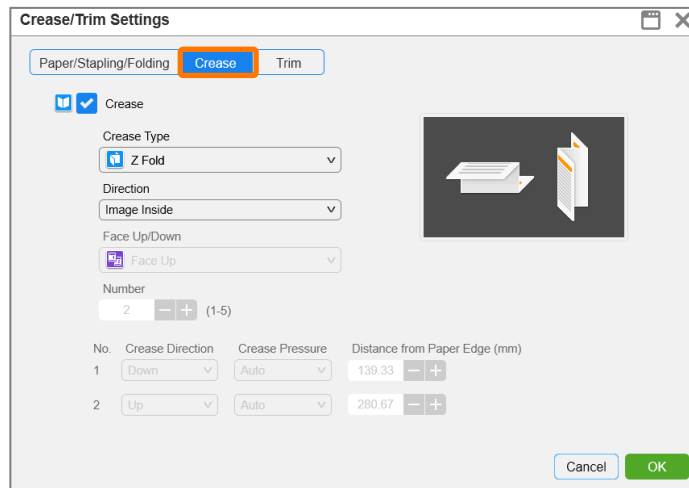 Crease/Trim Settings
Paper/Stapling/Folding Crease Trim
Crease
Crease Type
Z Fold
Direction
Image Inside
Face Up/Down
Face Up
Number
2 (1-5)
No. Crease Direction Crease Pressure Distance from Paper Edge (mm)
1 Down Auto 139.33
2 Up Auto 280.67
Cancel OK